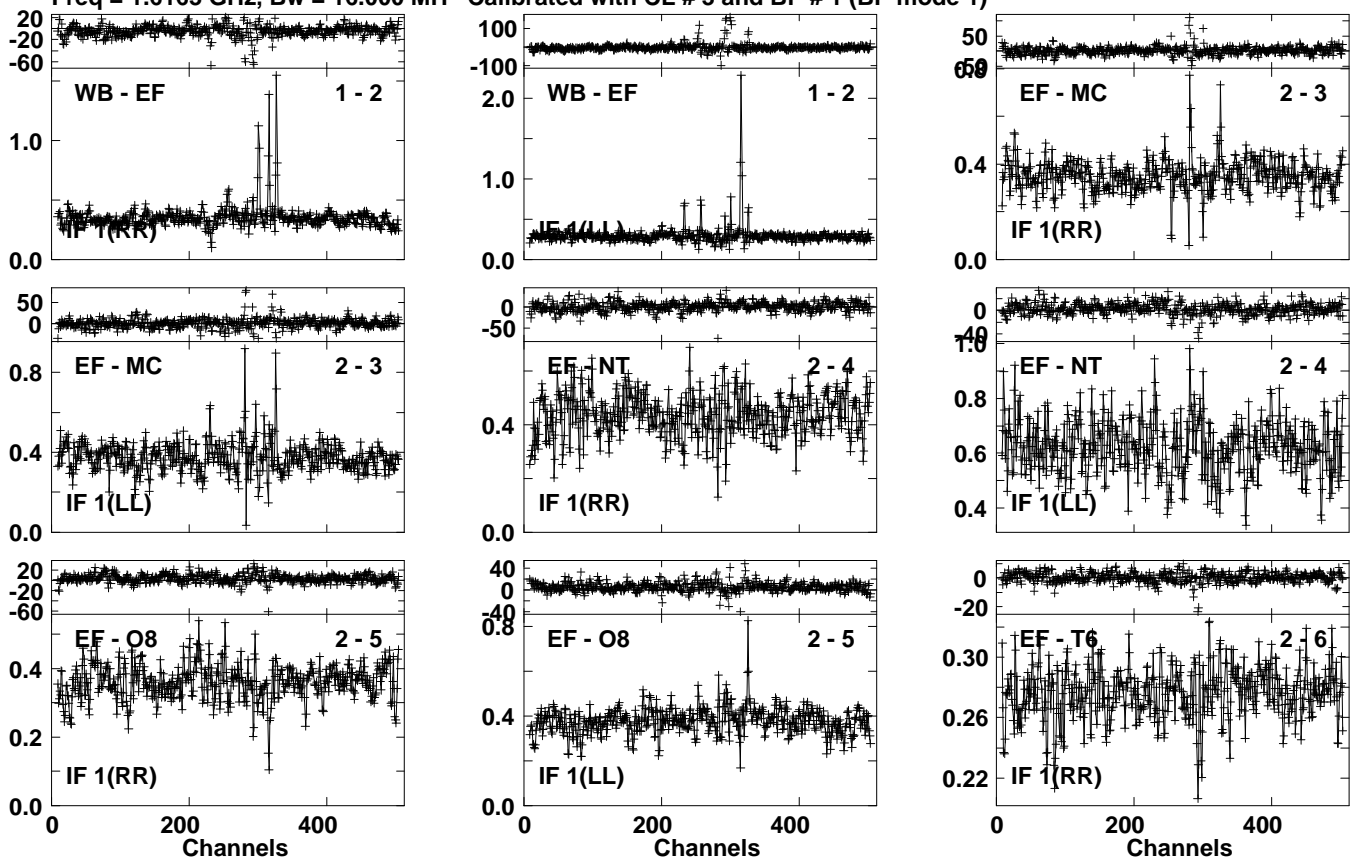 Calibrated with CL # 3 and BP # 1 (BP mode 1)
20 -20 -60
100 -100
50 -50
WB - EF 1 - 2
1.0 0.0
IF 1(RR)
WB - EF 1 - 2
2.0 1.0 0.0
IF 1(LL)
EF - MC 2 - 3
0.8 0.4 0.0
IF 1(RR)
50 0
0 -50
0 -40
EF - MC 2 - 3
0.8 0.4 0.0
IF 1(LL)
EF - NT 2 - 4
0.4 0.0
IF 1(RR)
EF - NT 2 - 4
1.0 0.8 0.6 0.4
IF 1(LL)
20 -20 -60
40 0 -40
0 -20
EF - O8 2 - 5
0.4 0.2 0.0
IF 1(RR)
EF - O8 2 - 5
0.8 0.4 0.0
IF 1(LL)
EF - T6 2 - 6
0.30 0.26 0.22
IF 1(RR)
0 200 400
Channels
0 200 400
Channels
0 200 400
Channels